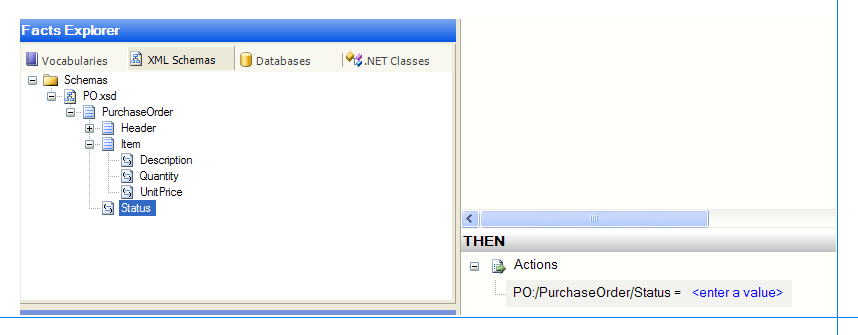 Facts Explorer
Vocabularies XML Schemas Databases .NET Classes
Schemas
PO.xsd
PurchaseOrder
Header
Item
Description
Quantity
UnitPrice
Status
THEN
Actions
PO:/PurchaseOrder/Status = <enter a value>